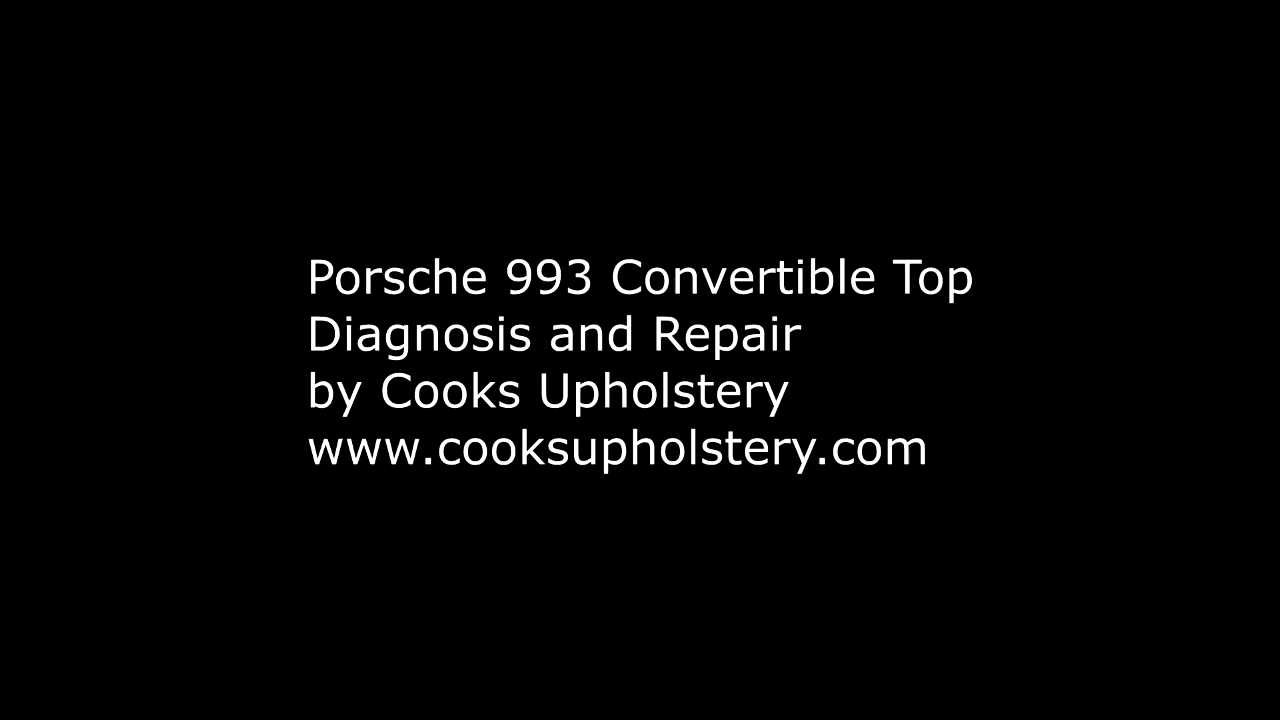 Porsche 993 Convertible Top
Diagnosis and Repair
by Cooks Upholstery
www.cooksupholstery.com